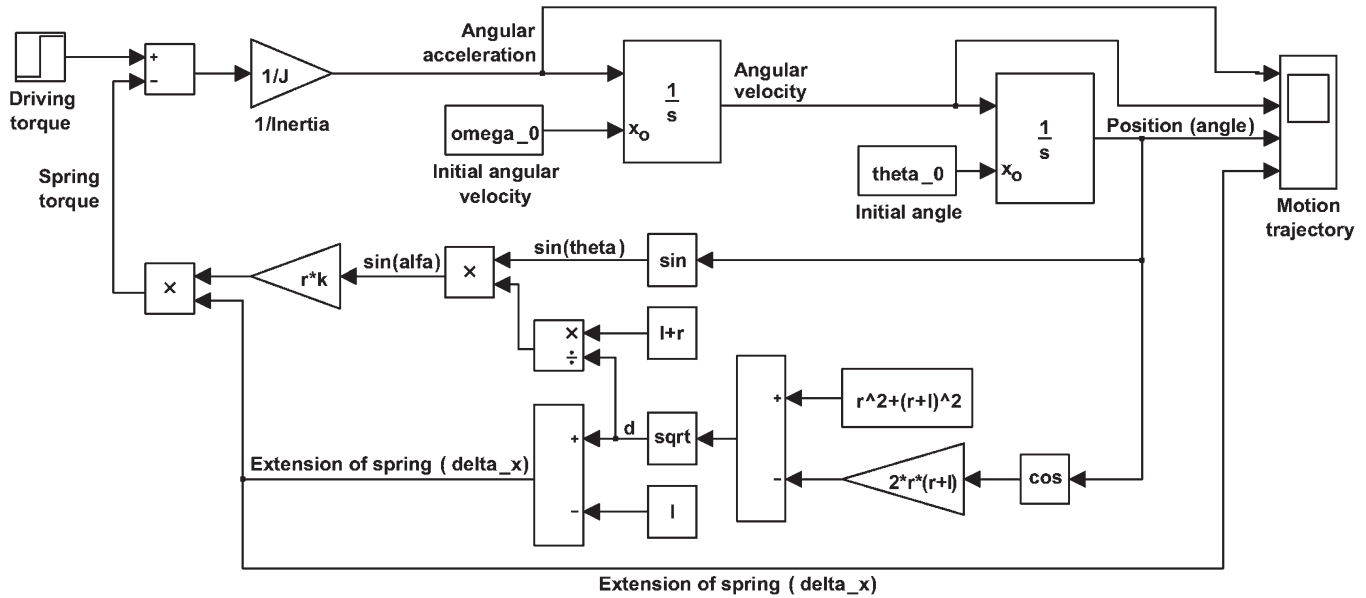 Driving
torque
+
−
1/J
1/Inertia
Angular
acceleration
1
s
xo
omega_0
Initial angular
velocity
Angular
velocity
1
s
xo
theta_0
Initial angle
Position (angle)
Motion
trajectory
Spring
torque
×
r*k
sin(alfa)
×
sin(theta)
sin
×
÷
l+r
+
−
r^2+(r+l)^2
2*r*(r+l)
cos
sqrt
d
+
−
l
Extension of spring ( delta_x)
Extension of spring ( delta_x)